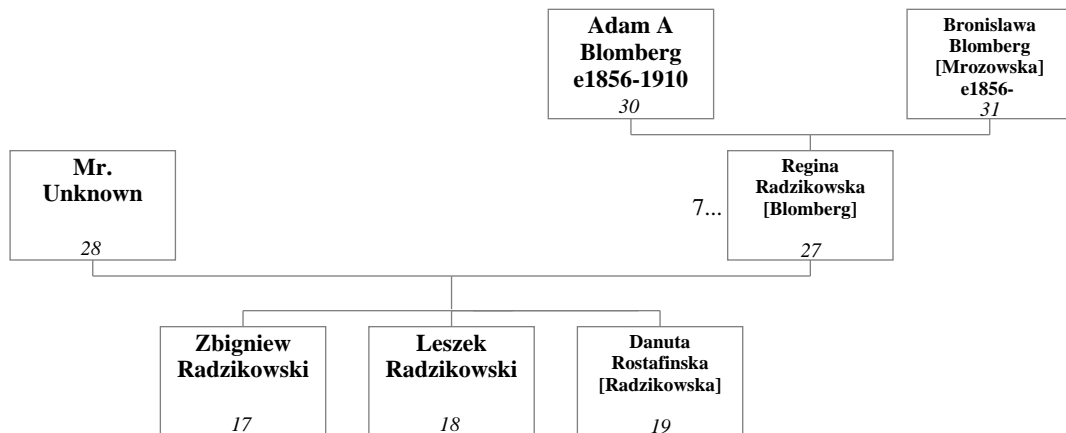 Adam A
Blomberg
e1856-1910
30
Bronislawa
Blomberg
[Mrozowska]
e1856-
31
Mr.
Unknown
28
7...
Regina
Radzikowska
[Blomberg]
27
Zbigniew
Radzikowski
17
Leszek
Radzikowski
18
Danuta
Rostafinska
[Radzikowska]
19